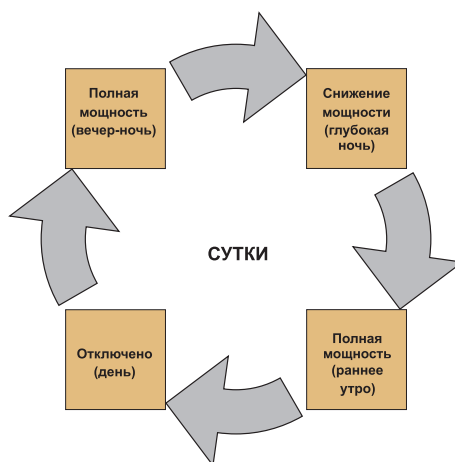 Полная
мощность
(вечер-ночь)
Снижение
мощности
(глубокая
ночь)
СУТКИ
Отключено
(день)
Полная
мощность
(раннее
утро)